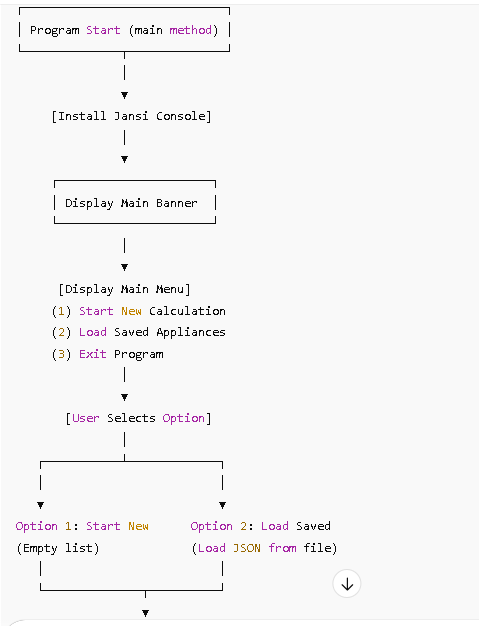 Program Start (main method)
[Install Jansi Console]
Display Main Banner
[Display Main Menu]
(1) Start New Calculation
(2) Load Saved Appliances
(3) Exit Program
[User Selects Option]
Option 1: Start New
(Empty list)
Option 2: Load Saved
(Load JSON from file)